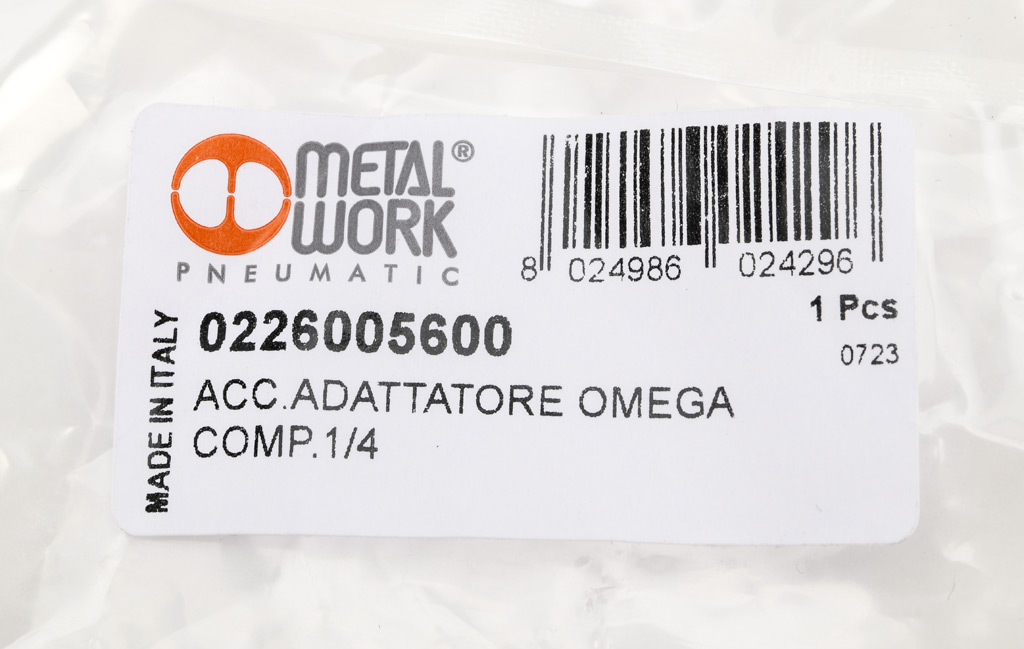 METAL®
WORK
PNEUMATIC
8 024986 024296
1 Pcs
0723
MADE IN ITALY
0226005600
ACC.ADATTATORE OMEGA
COMP.1/4